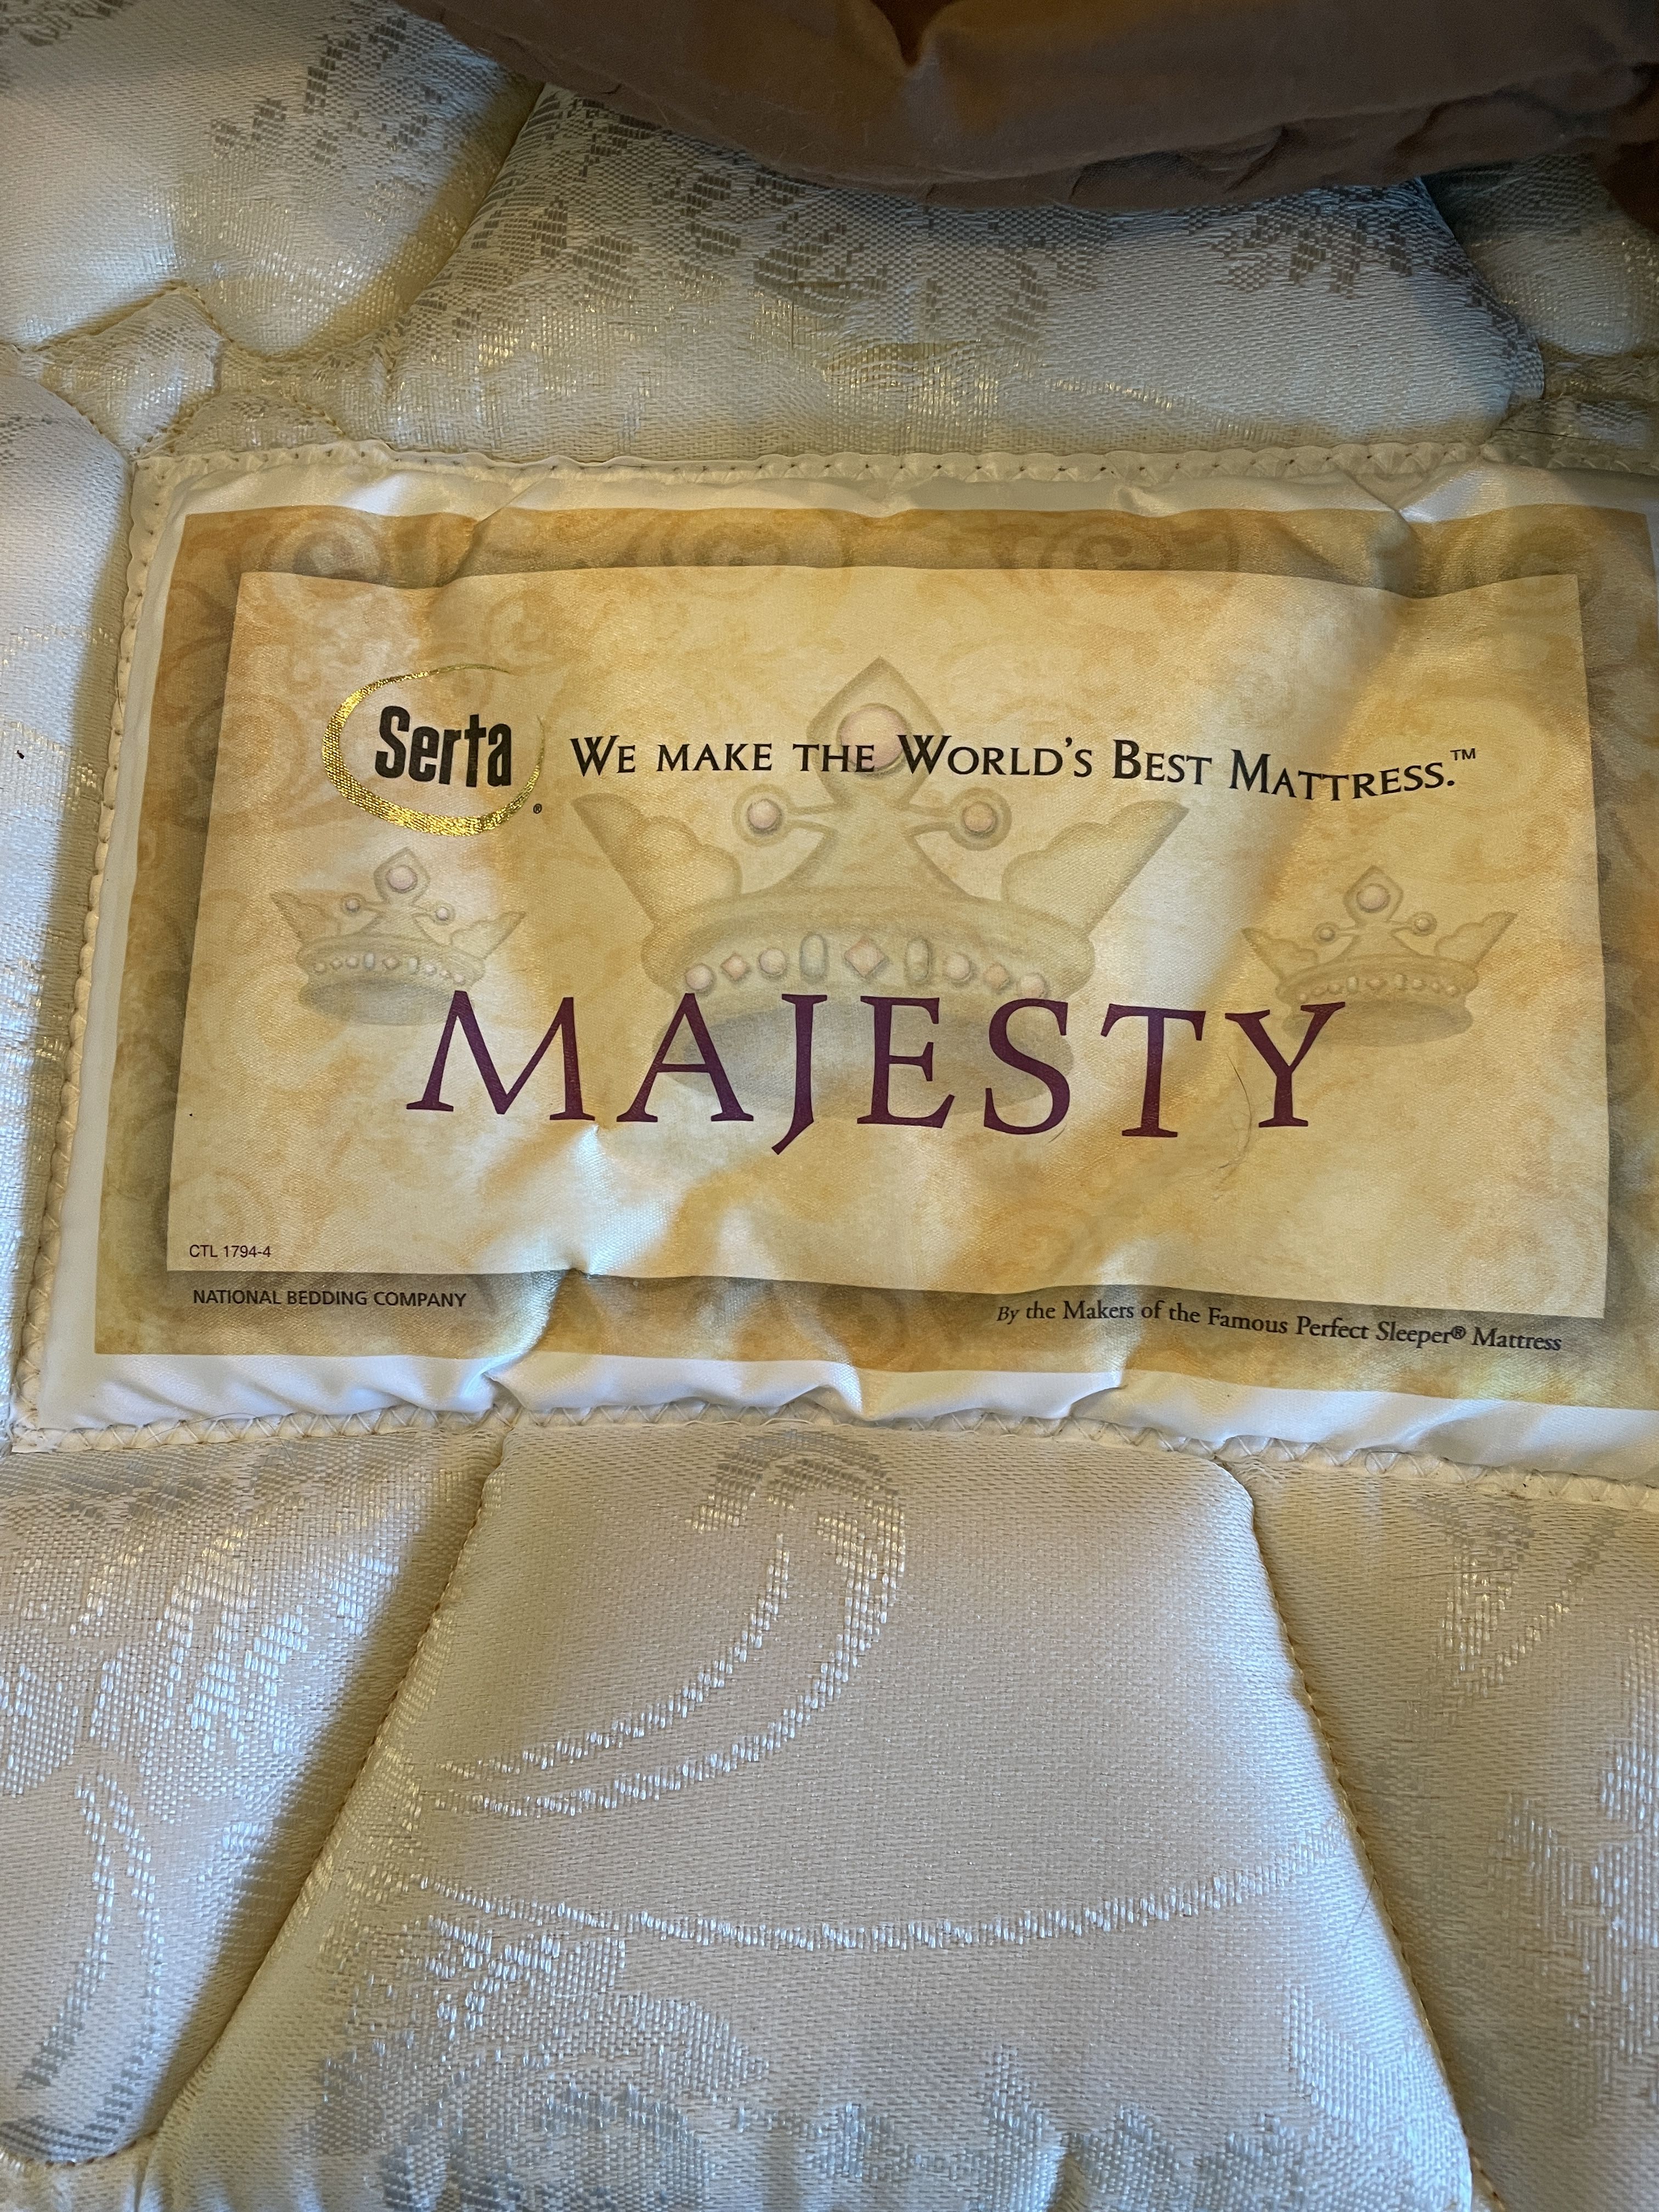 Serta®
We make the World's Best Mattress.™
MAJESTY
CTL 1794-4
NATIONAL BEDDING COMPANY
By the Makers of the Famous Perfect Sleeper® Mattress